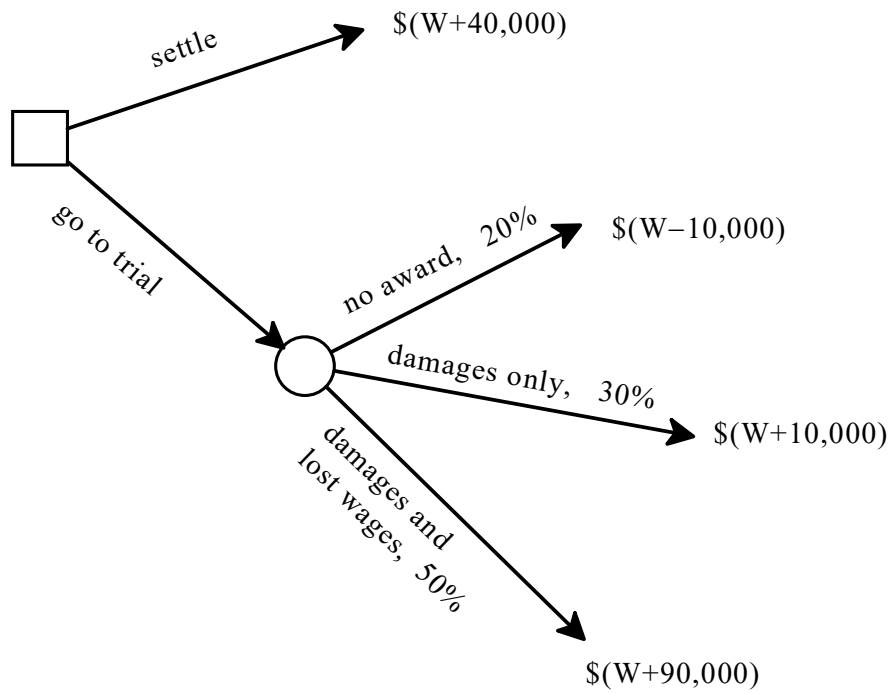 settle
$(W+40,000)
go to trial
no award, 20%
$(W–10,000)
damages only, 30%
$(W+10,000)
damages and
lost wages, 50%
$(W+90,000)